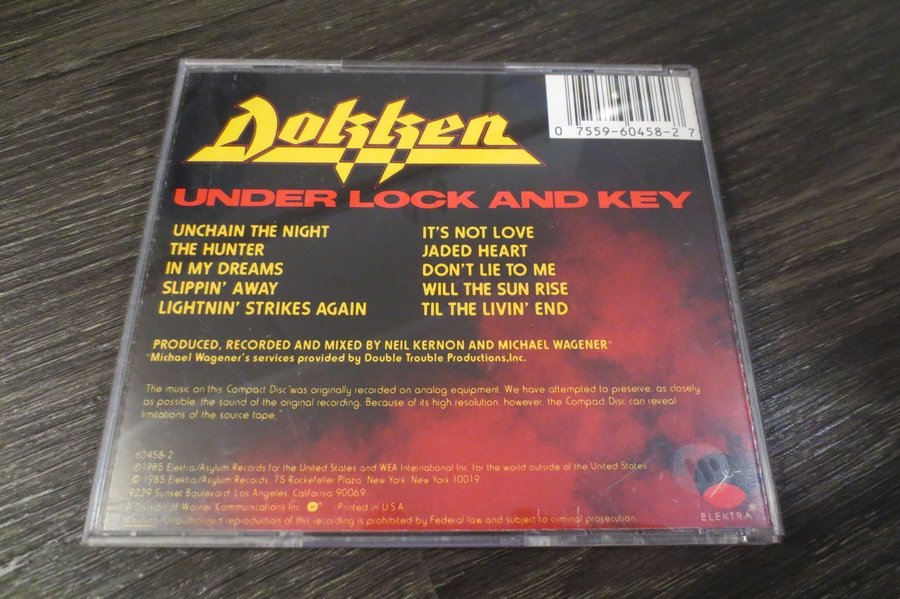 Dokken
0 7559-60458-2 7
UNDER LOCK AND KEY
UNCHAIN THE NIGHT
THE HUNTER
IN MY DREAMS
SLIPPIN' AWAY
LIGHTNIN' STRIKES AGAIN
IT'S NOT LOVE
JADED HEART
DON'T LIE TO ME
WILL THE SUN RISE
TIL THE LIVIN' END
PRODUCED, RECORDED AND MIXED BY NEIL KERNON AND MICHAEL WAGENER*
*Michael Wagener's services provided by Double Trouble Productions, Inc.
The music on this Compact Disc was originally recorded on analog equipment. We have attempted to preserve, as closely
as possible, the sound of the original recording. Because of its high resolution, however, the Compact Disc can reveal
limitations of the source tape.
60458-2
℗ 1985 Elektra/Asylum Records for the United States and WEA International Inc. for the world outside of the United States.
© 1985 Elektra/Asylum Records, 75 Rockefeller Plaza, New York, New York 10019.
9229 Sunset Boulevard, Los Angeles, California 90069
A Division of Warner Communications Inc. Printed in U.S.A.
Unauthorized reproduction of this recording is prohibited by Federal law and subject to criminal prosecution.
ELEKTRA®